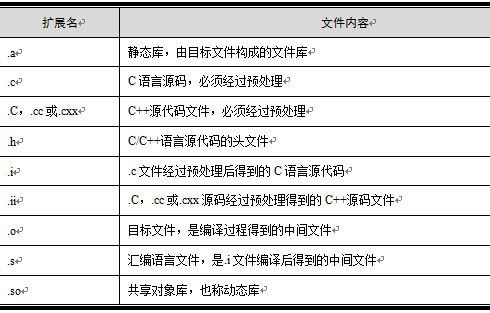 扩展名 文件内容
.a 静态库，由目标文件构成的文件库
.c C 语言源码，必须经过预处理
.C，.cc 或.cxx C++源代码文件，必须经过预处理
.h C/C++语言源代码的头文件
.i .c 文件经过预处理后得到的 C 语言源代码
.ii .C，.cc 或.cxx 源码经过预处理得到的 C++源码文件
.o 目标文件，是编译过程得到的中间文件
.s 汇编语言文件，是.i 文件编译后得到的中间文件
.so 共享对象库，也称动态库